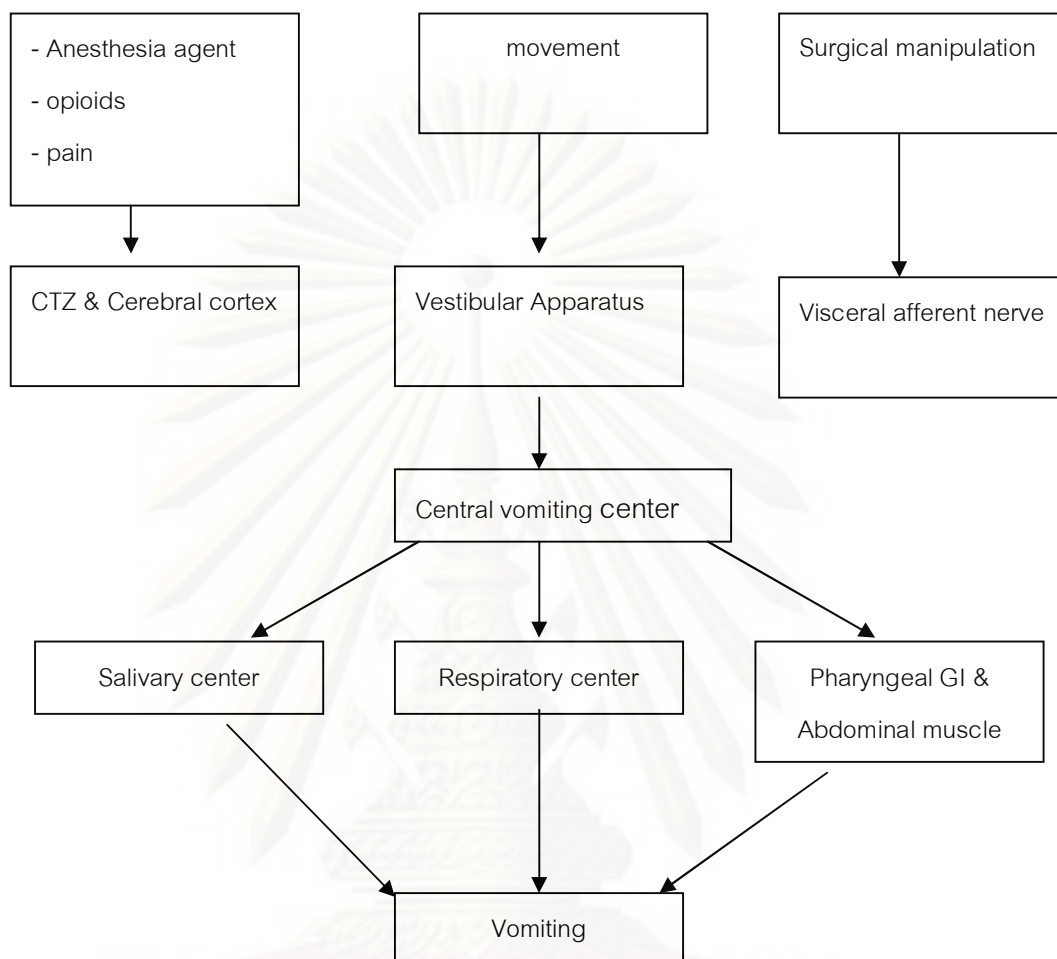 - Anesthesia agent
- opioids
- pain
movement
Surgical manipulation
CTZ & Cerebral cortex
Vestibular Apparatus
Visceral afferent nerve
Central vomiting center
Salivary center
Respiratory center
Pharyngeal GI &
Abdominal muscle
Vomiting